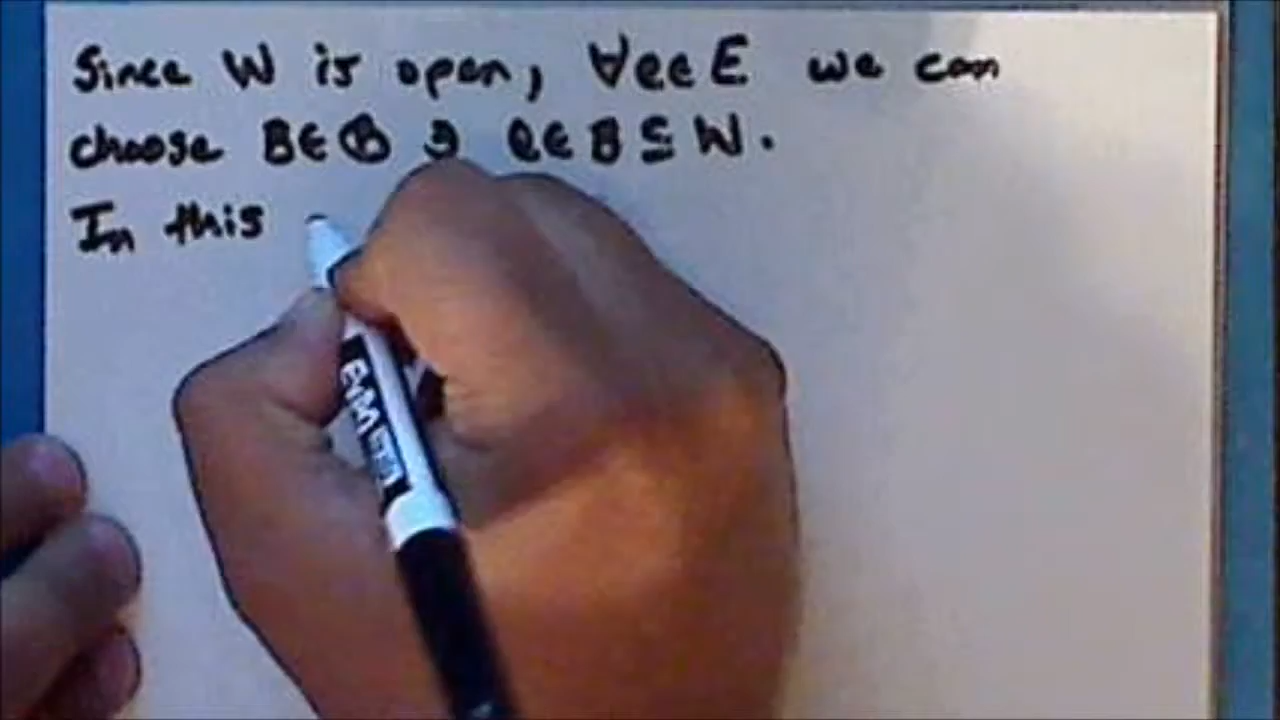 Since W is open, ∀e∈E we can
choose B∈ℬ ∋ e∈B⊆W.
In this